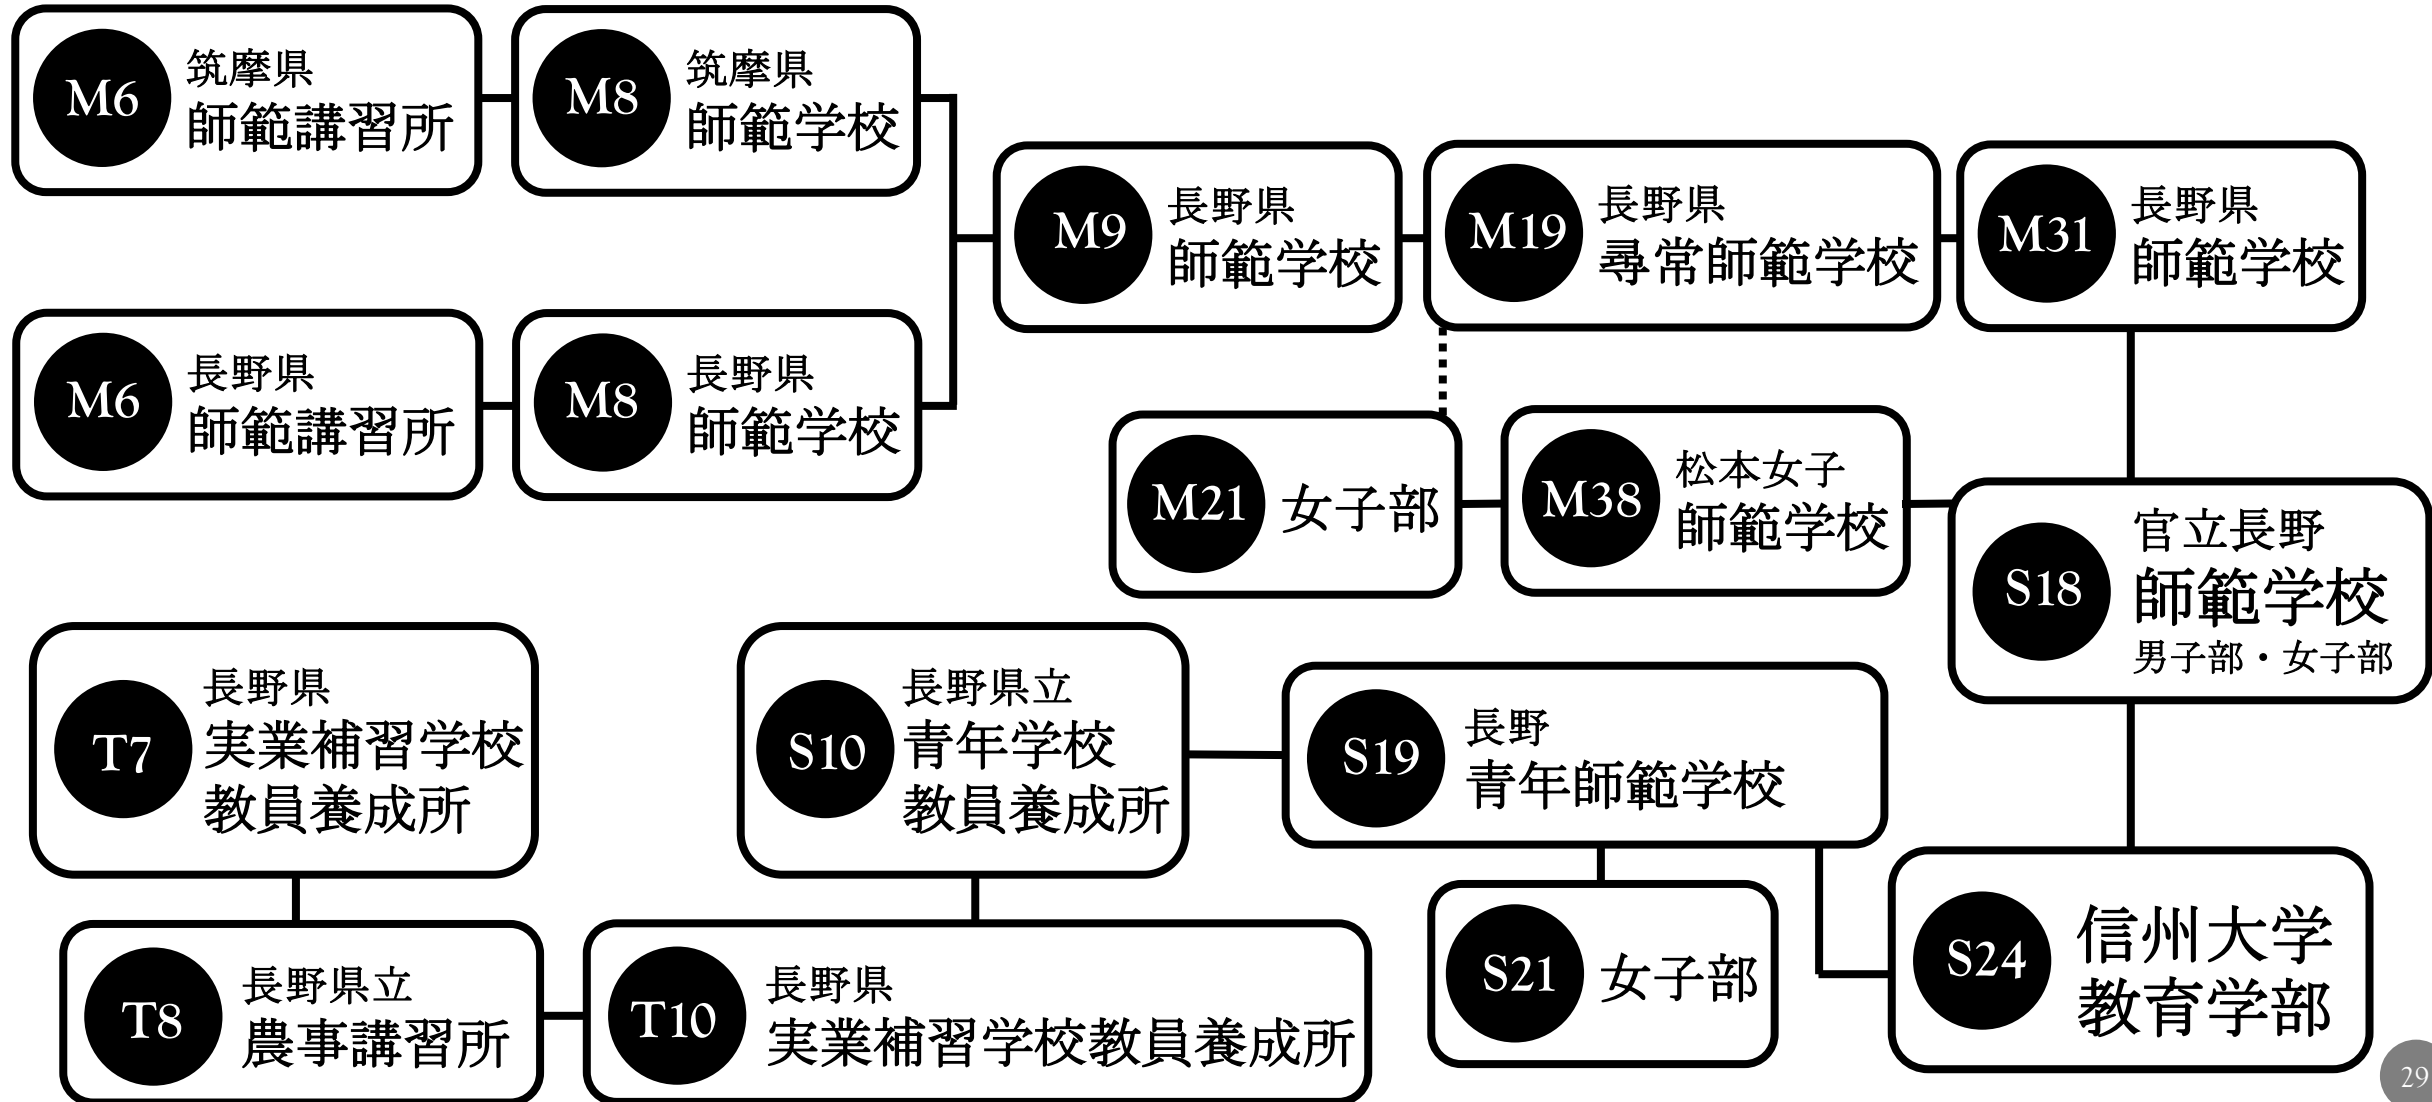 M6
筑摩県
師範講習所
M8
筑摩県
師範学校
M6
長野県
師範講習所
M8
長野県
師範学校
M9
長野県
師範学校
M19
長野県
尋常師範学校
M31
長野県
師範学校
M21
女子部
M38
松本女子
師範学校
S18
官立長野
師範学校
男子部・女子部
T7
長野県
実業補習学校
教員養成所
T8
長野県立
農事講習所
T10
長野県
実業補習学校教員養成所
S10
長野県立
青年学校
教員養成所
S19
長野
青年師範学校
S21
女子部
S24
信州大学
教育学部
29